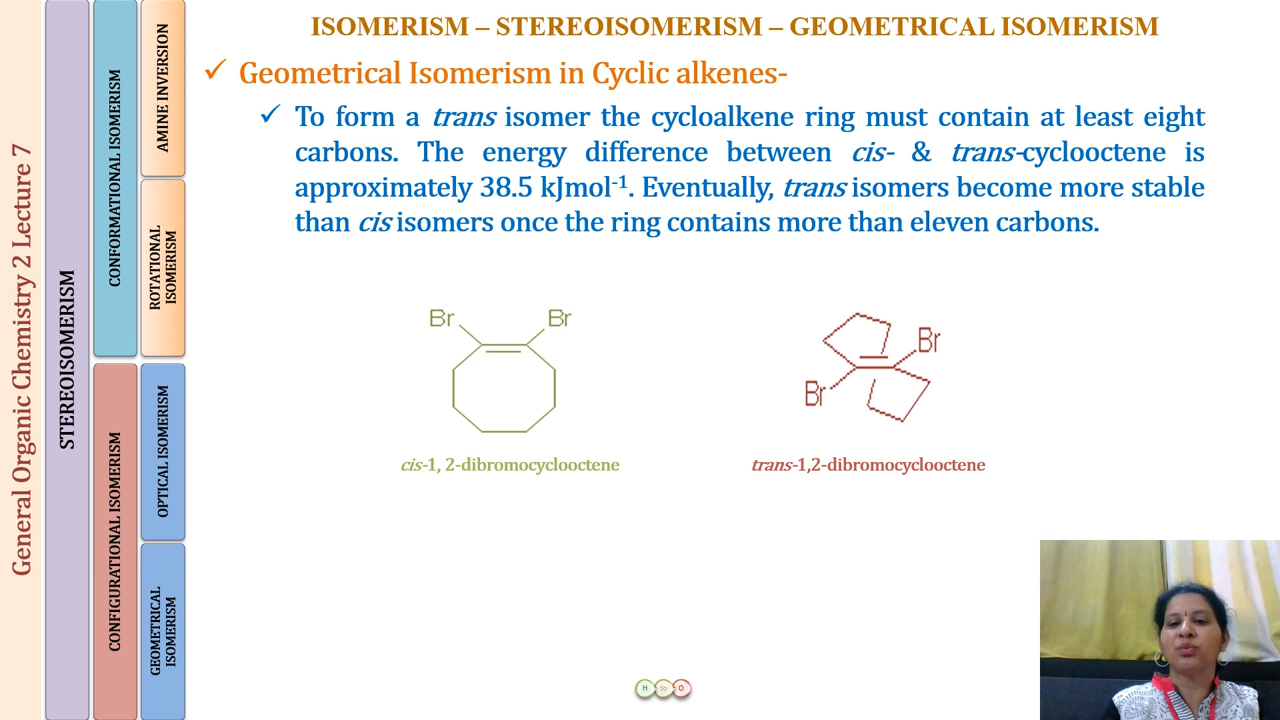 ISOMERISM – STEREOISOMERISM – GEOMETRICAL ISOMERISM
✓ Geometrical Isomerism in Cyclic alkenes-
✓ To form a trans isomer the cycloalkene ring must contain at least eight
carbons. The energy difference between cis- & trans-cyclooctene is
approximately 38.5 kJmol⁻¹. Eventually, trans isomers become more stable
than cis isomers once the ring contains more than eleven carbons.
Br Br
Br
Br
cis-1, 2-dibromocyclooctene
trans-1,2-dibromocyclooctene
General Organic Chemistry 2 Lecture 7
STEREOISOMERISM
CONFORMATIONAL ISOMERISM
CONFIGURATIONAL ISOMERISM
AMINE INVERSION
ROTATIONAL
ISOMERISM
OPTICAL ISOMERISM
GEOMETRICAL
ISOMERISM
H to O